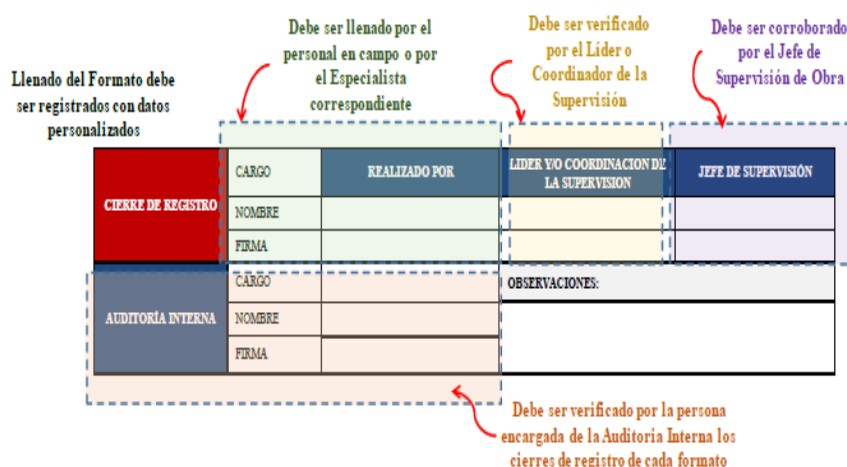 Debe ser llenado por el
personal en campo o por
el Especialista
correspondiente
Debe ser verificado
por el Líder o
Coordinador de la
Supervisión
Debe ser corroborado
por el Jefe de
Supervisión de Obra
Llenado del Formato debe
ser registrados con datos
personalizados
CIERRE DE REGISTRO
CARGO
REALIZADO POR
LIDER Y/O COORDINACION DE
LA SUPERVISION
JEFE DE SUPERVISIÓN
NOMBRE
FIRMA
AUDITORÍA INTERNA
CARGO
OBSERVACIONES:
NOMBRE
FIRMA
Debe ser verificado por la persona
encargada de la Auditoria Interna los
cierres de registro de cada formato